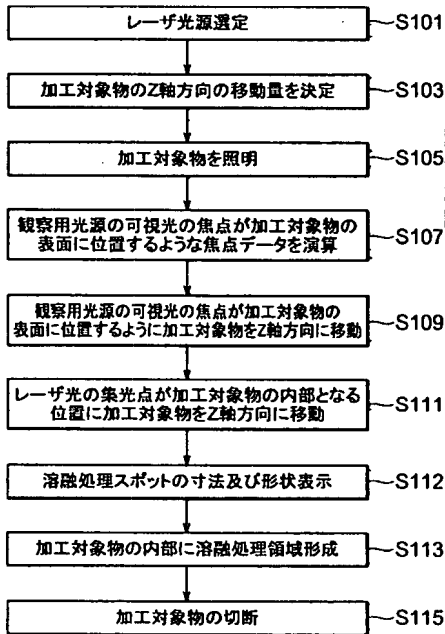 レーザ光源選定
S101
加工対象物のZ軸方向の移動量を決定
S103
加工対象物を照明
S105
観察用光源の可視光の焦点が加工対象物の
表面に位置するような焦点データを演算
S107
観察用光源の可視光の焦点が加工対象物の
表面に位置するように加工対象物をZ軸方向に移動
S109
レーザ光の集光点が加工対象物の内部となる
位置に加工対象物をZ軸方向に移動
S111
溶融処理スポットの寸法及び形状表示
S112
加工対象物の内部に溶融処理領域形成
S113
加工対象物の切断
S115